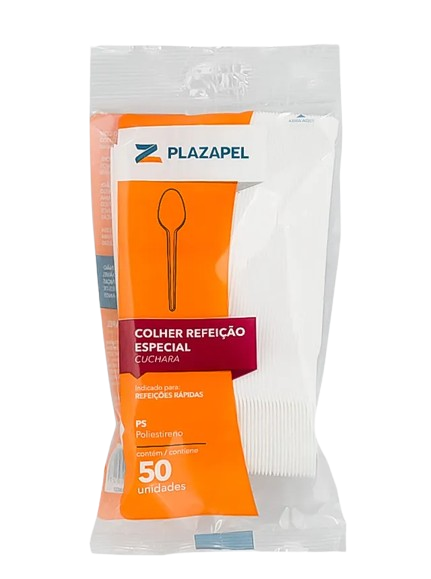 PLAZAPEL
COLHER REFEIÇÃO
ESPECIAL
CUCHARA
Indicado para:
REFEIÇÕES RÁPIDAS
PS
Poliestireno
contém / contiene
50
unidades